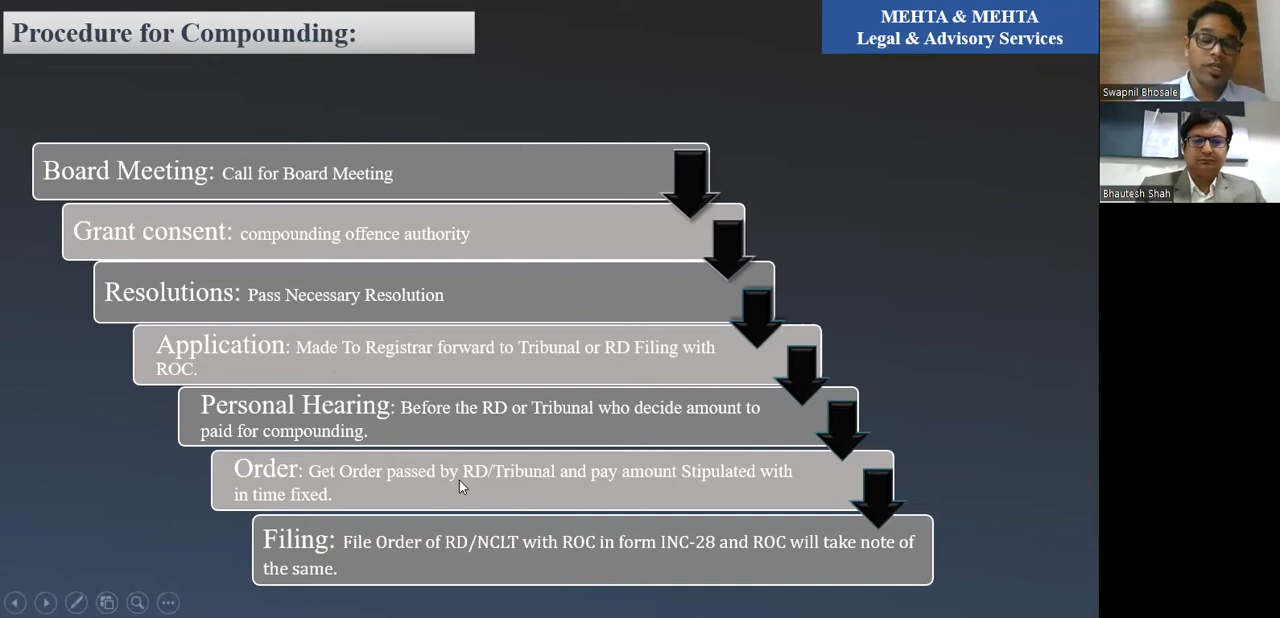 Procedure for Compounding:
MEHTA & MEHTA
Legal & Advisory Services
Swapnil Bhosale
Bhautesh Shah
Board Meeting: Call for Board Meeting
Grant consent: compounding offence authority
Resolutions: Pass Necessary Resolution
Application: Made To Registrar forward to Tribunal or RD Filing with
ROC.
Personal Hearing: Before the RD or Tribunal who decide amount to
paid for compounding.
Order: Get Order passed by RD/Tribunal and pay amount Stipulated with
in time fixed.
Filing: File Order of RD/NCLT with ROC in form INC-28 and ROC will take note of
the same.